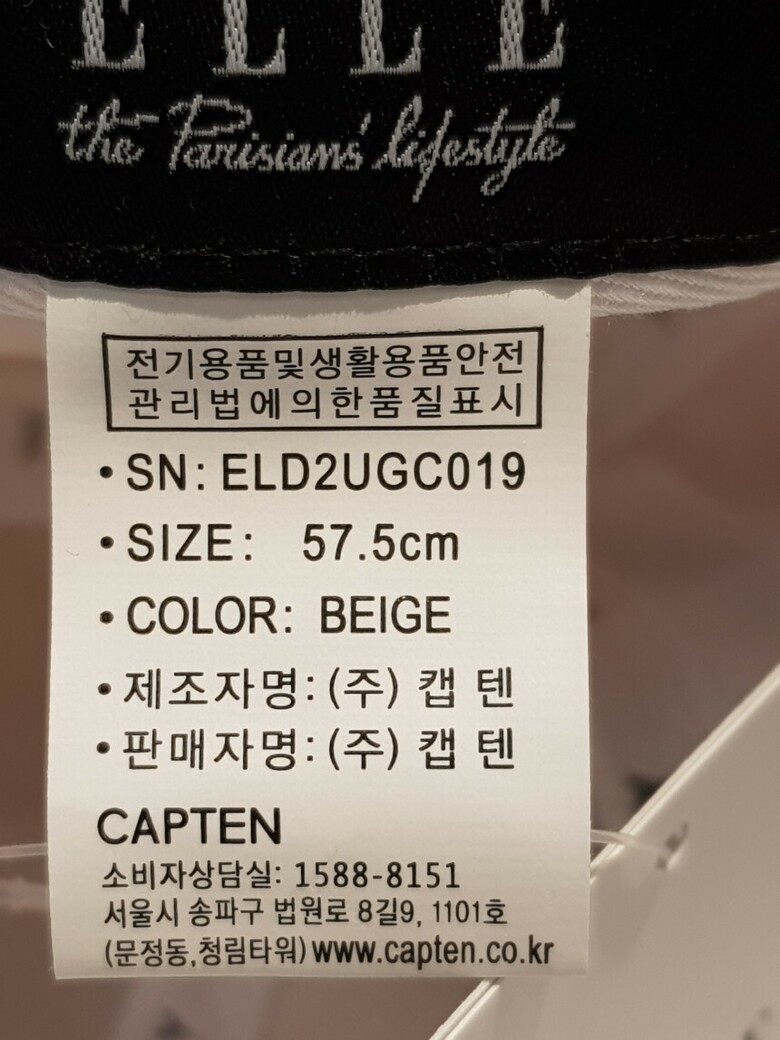 ELLE
the Parisians' lifestyle
전기용품및생활용품안전
관리법에의한품질표시
•SN: ELD2UGC019
•SIZE: 57.5cm
•COLOR: BEIGE
•제조자명: (주) 캡 텐
•판매자명: (주) 캡 텐
CAPTEN
소비자상담실: 1588-8151
서울시 송파구 법원로 8길9, 1101호
(문정동,청림타워) www.capten.co.kr